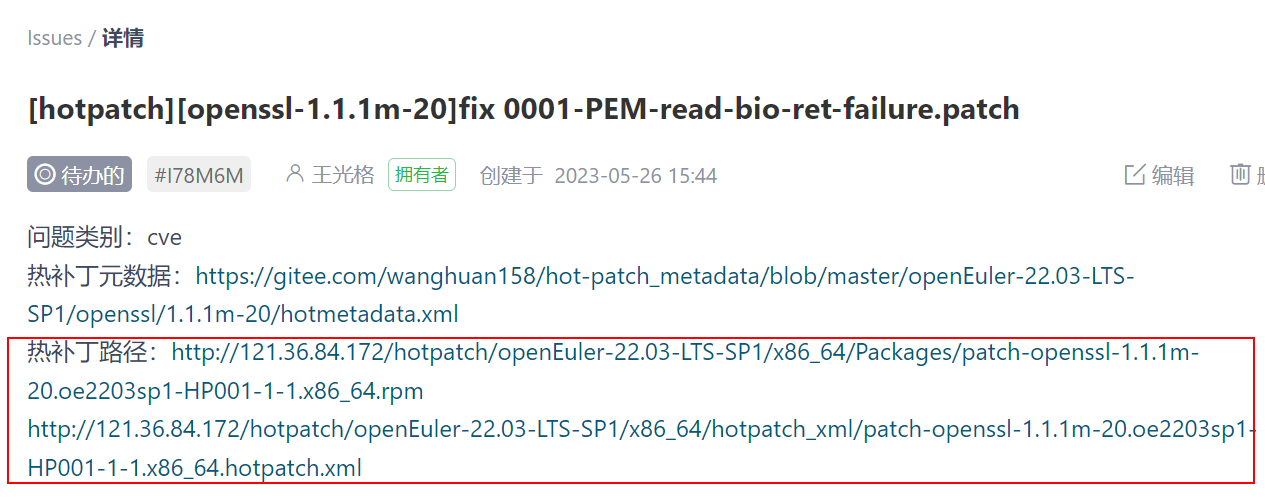 Issues / 详情
[hotpatch][openssl-1.1.1m-20]fix 0001-PEM-read-bio-ret-failure.patch
待办的 #I78M6M 王光格 拥有者 创建于 2023-05-26 15:44 编辑
问题类别：cve
热补丁元数据：https://gitee.com/wanghuan158/hot-patch_metadata/blob/master/openEuler-22.03-LTS-
SP1/openssl/1.1.1m-20/hotmetadata.xml
热补丁路径：http://121.36.84.172/hotpatch/openEuler-22.03-LTS-SP1/x86_64/Packages/patch-openssl-1.1.1m-
20.oe2203sp1-HP001-1-1.x86_64.rpm
http://121.36.84.172/hotpatch/openEuler-22.03-LTS-SP1/x86_64/hotpatch_xml/patch-openssl-1.1.1m-20.oe2203sp1-
HP001-1-1.x86_64.hotpatch.xml